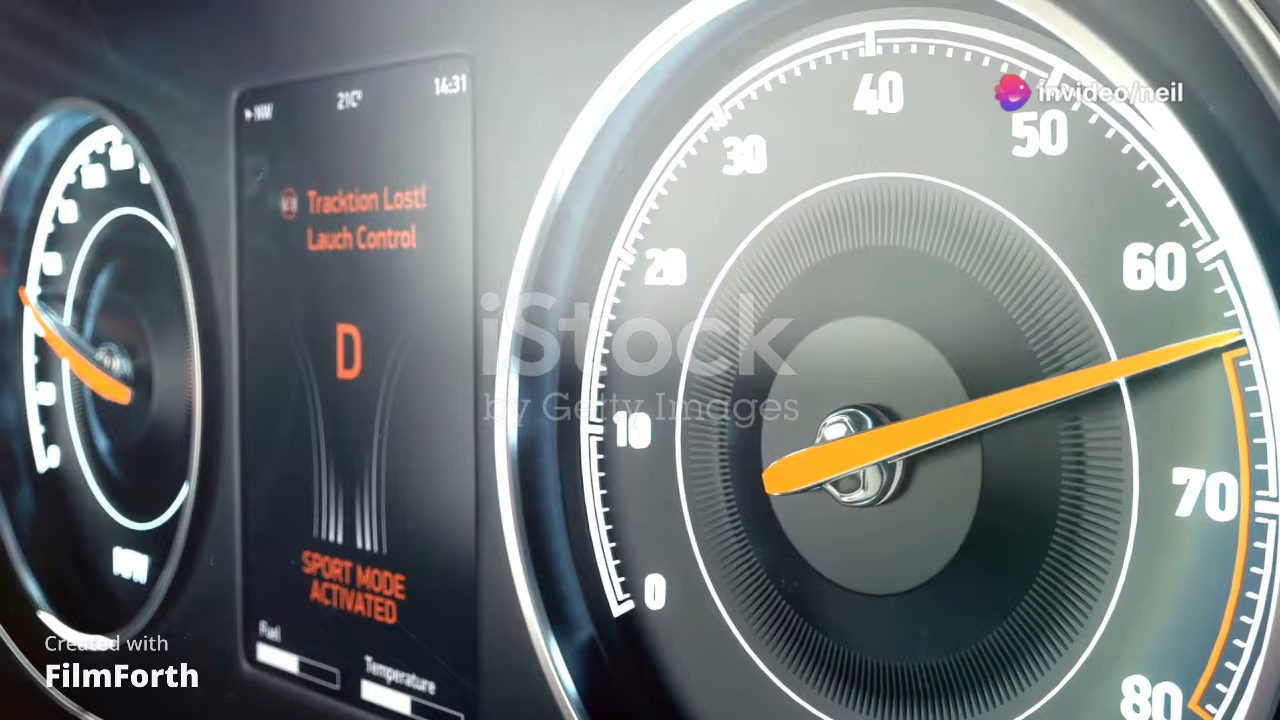 NW
21C°
14:31
Tracktion Lost!
Lauch Control
D
SPORT MODE
ACTIVATED
Fuel
Temperature
0
10
20
30
40
50
60
70
80
iStock
by Getty Images
invideo/neil
Created with
FilmForth